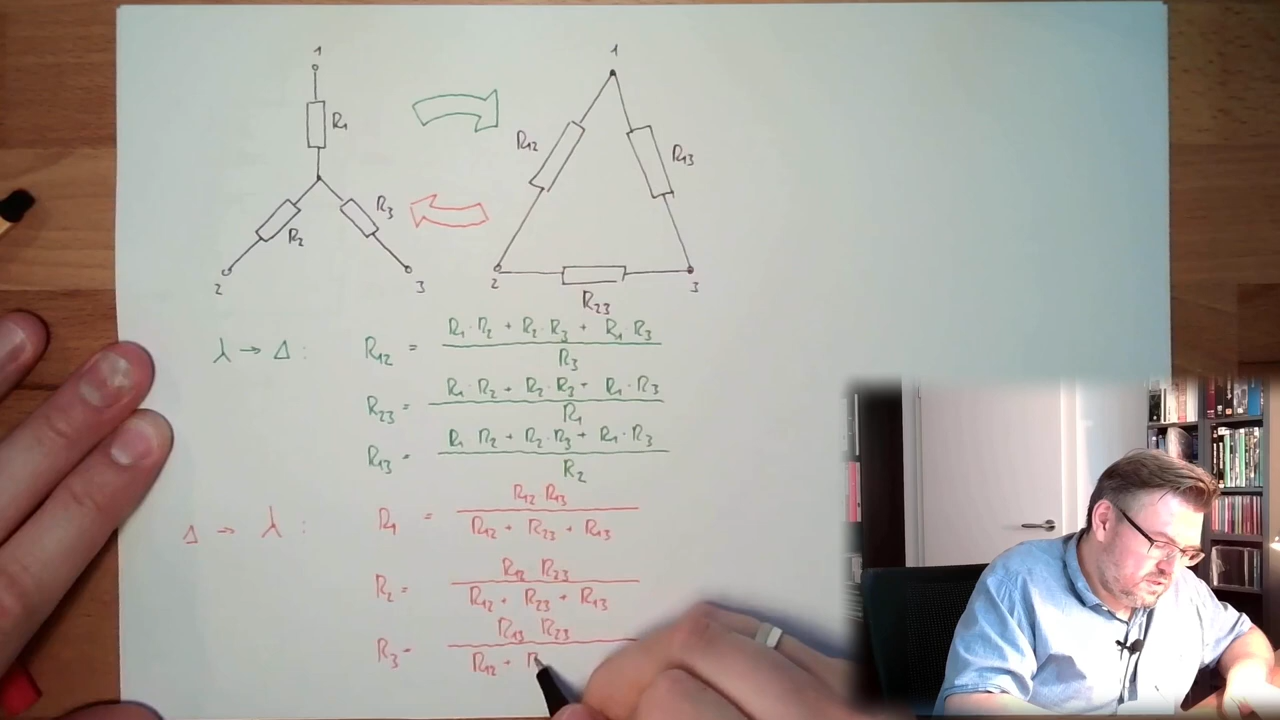 1 1
R₁ R₁₂ R₁₃
R₂ R₃
2 3 2 3
R₂₃
⅄ → Δ : R₁₂ = (R₁ · R₂ + R₂ · R₃ + R₁ · R₃) / R₃
R₂₃ = (R₁ · R₂ + R₂ · R₃ + R₁ · R₃) / R₁
R₁₃ = (R₁ R₂ + R₂ · R₃ + R₁ · R₃) / R₂
Δ → ⅄ : R₁ = (R₁₂ · R₁₃) / (R₁₂ + R₂₃ + R₁₃)
R₂ = (R₁₂ R₂₃) / (R₁₂ + R₂₃ + R₁₃)
R₃ = (R₁₃ R₂₃) / (R₁₂ + R